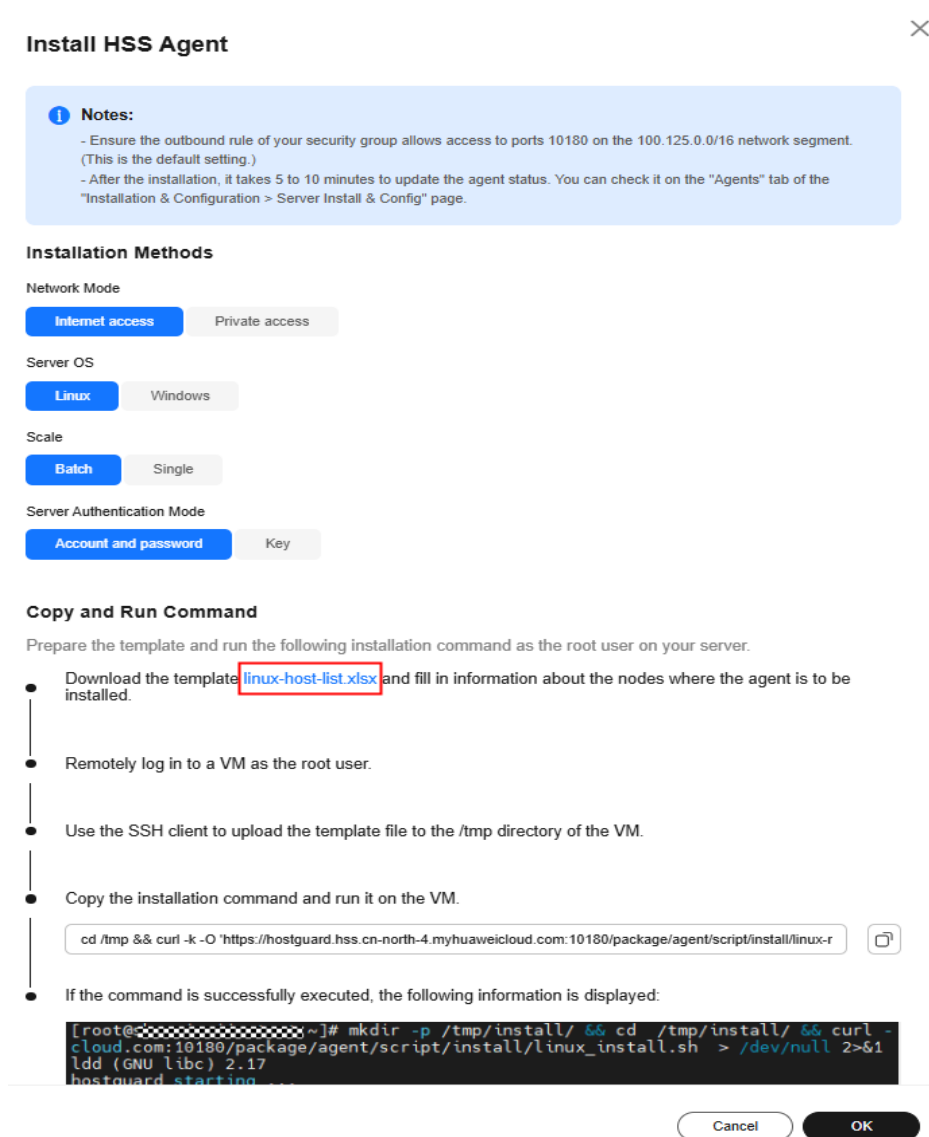 Install HSS Agent
Notes:
- Ensure the outbound rule of your security group allows access to ports 10180 on the 100.125.0.0/16 network segment.
(This is the default setting.)
- After the installation, it takes 5 to 10 minutes to update the agent status. You can check it on the "Agents" tab of the
"Installation & Configuration > Server Install & Config" page.
Installation Methods
Network Mode
Internet access Private access
Server OS
Linux Windows
Scale
Batch Single
Server Authentication Mode
Account and password Key
Copy and Run Command
Prepare the template and run the following installation command as the root user on your server.
Download the template linux-host-list.xlsx and fill in information about the nodes where the agent is to be
installed.
Remotely log in to a VM as the root user.
Use the SSH client to upload the template file to the /tmp directory of the VM.
Copy the installation command and run it on the VM.
cd /tmp && curl -k -O 'https://hostguard.hss.cn-north-4.myhuaweicloud.com:10180/package/agent/script/install/linux-r
If the command is successfully executed, the following information is displayed:
[root@ ~]# mkdir -p /tmp/install/ && cd /tmp/install/ && curl -
cloud.com:10180/package/agent/script/install/linux_install.sh > /dev/null 2>&1
ldd (GNU libc) 2.17
hostguard starting ...
Cancel OK